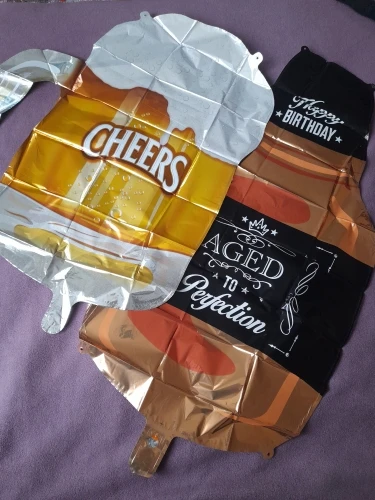 CHEERS
Happy
BIRTHDAY
AGED
TO
Perfection